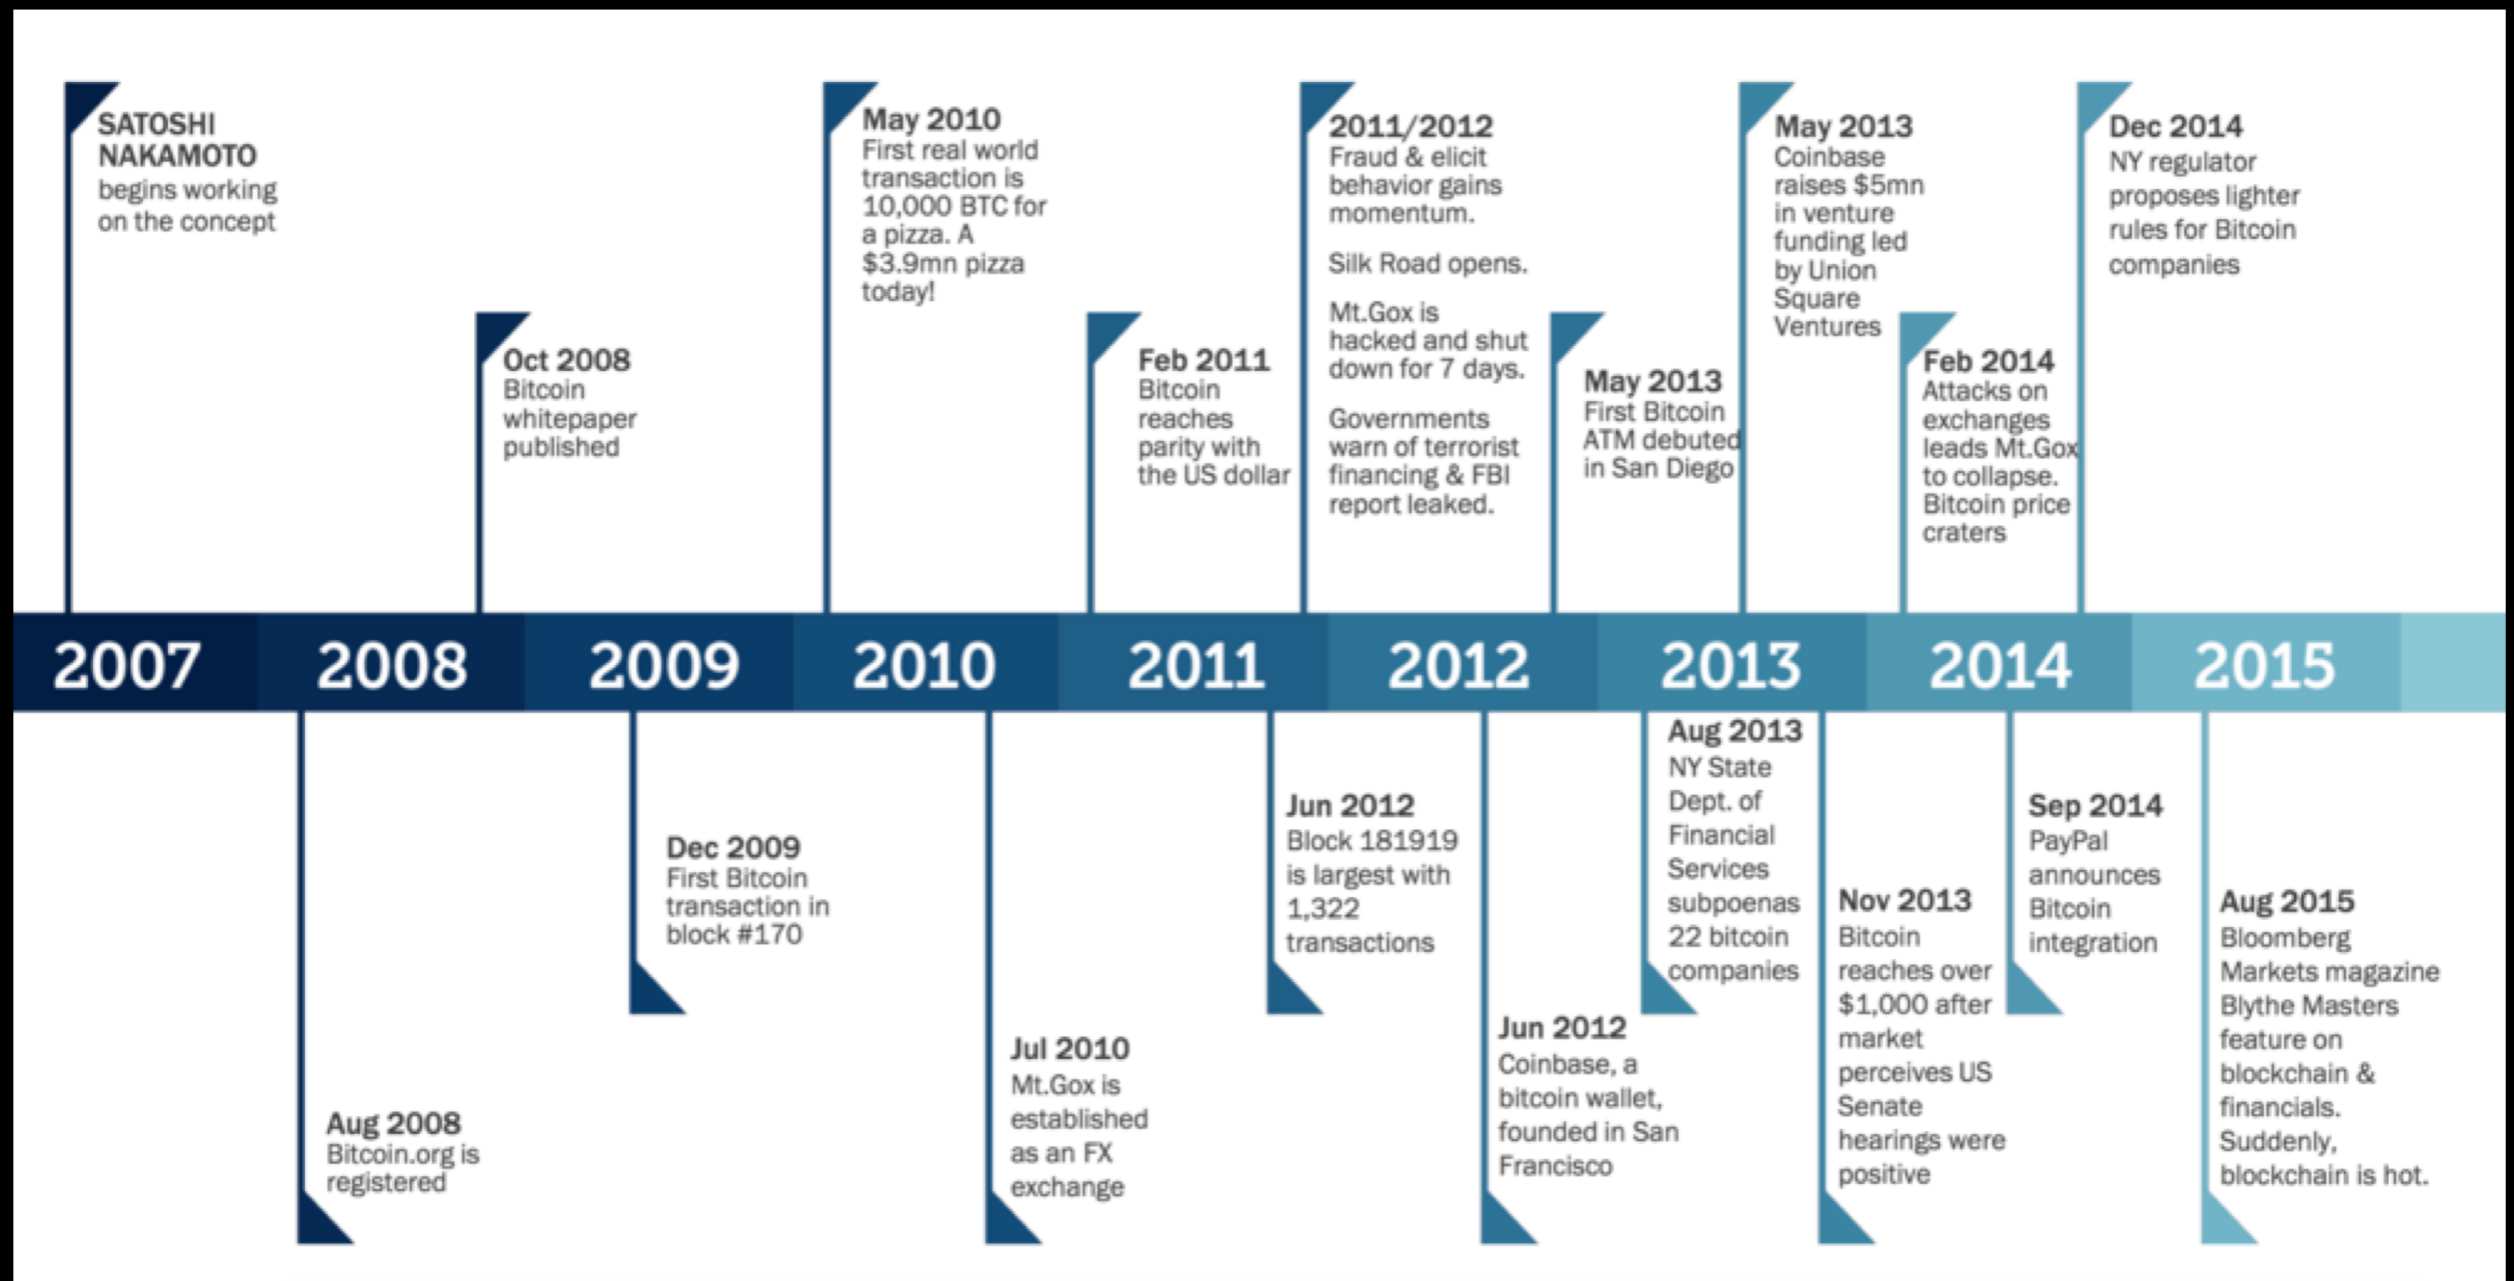 SATOSHI
NAKAMOTO
begins working
on the concept
Oct 2008
Bitcoin
whitepaper
published
May 2010
First real world
transaction is
10,000 BTC for
a pizza. A
$3.9mn pizza
today!
Feb 2011
Bitcoin
reaches
parity with
the US dollar
2011/2012
Fraud & elicit
behavior gains
momentum.
Silk Road opens.
Mt.Gox is
hacked and shut
down for 7 days.
Governments
warn of terrorist
financing & FBI
report leaked.
May 2013
First Bitcoin
ATM debuted
in San Diego
May 2013
Coinbase
raises $5mn
in venture
funding led
by Union
Square
Ventures
Feb 2014
Attacks on
exchanges
leads Mt.Gox
to collapse.
Bitcoin price
craters
Dec 2014
NY regulator
proposes lighter
rules for Bitcoin
companies
2007 2008 2009 2010 2011 2012 2013 2014 2015
Aug 2008
Bitcoin.org is
registered
Dec 2009
First Bitcoin
transaction in
block #170
Jul 2010
Mt.Gox is
established
as an FX
exchange
Jun 2012
Block 181919
is largest with
1,322
transactions
Jun 2012
Coinbase, a
bitcoin wallet,
founded in San
Francisco
Aug 2013
NY State
Dept. of
Financial
Services
subpoenas
22 bitcoin
companies
Nov 2013
Bitcoin
reaches over
$1,000 after
market
perceives US
Senate
hearings were
positive
Sep 2014
PayPal
announces
Bitcoin
integration
Aug 2015
Bloomberg
Markets magazine
Blythe Masters
feature on
blockchain &
financials.
Suddenly,
blockchain is hot.